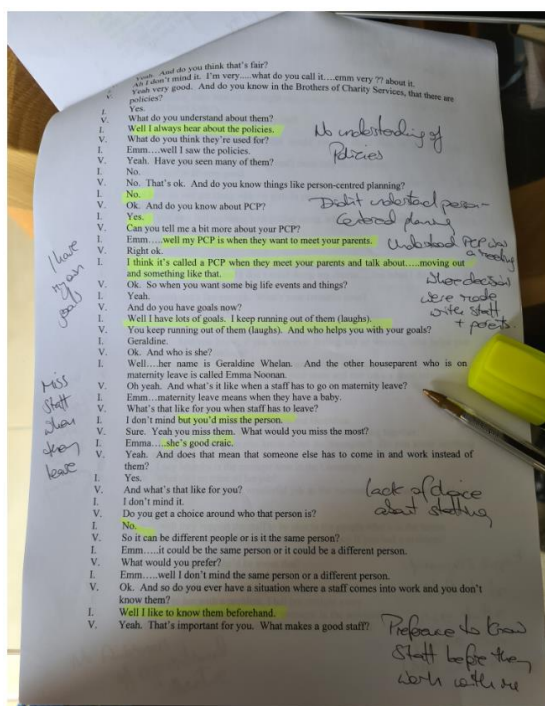 Yeah. And do you think that's fair?
I. Ah I don't mind it. I'm very.....what do you call it....emm very ?? about it.
V. Yeah very good. And do you know in the Brothers of Charity Services, that there are
policies?
I. Yes.
V. What do you understand about them?
I. Well I always hear about the policies.
V. What do you think they're used for?
I. Emm....well I saw the policies.
V. Yeah. Have you seen many of them?
I. No.
V. No. That's ok. And do you know things like person-centred planning?
I. No.
V. Ok. And do you know about PCP?
I. Yes.
V. Can you tell me a bit more about your PCP?
I. Emm....well my PCP is when they want to meet your parents.
V. Right ok.
I. I think it's called a PCP when they meet your parents and talk about.....moving out
and something like that.
V. Ok. So when you want some big life events and things?
I. Yeah.
V. And do you have goals now?
I. Well I have lots of goals. I keep running out of them (laughs).
V. You keep running out of them (laughs). And who helps you with your goals?
I. Geraldine.
V. Ok. And who is she?
I. Well....her name is Geraldine Whelan. And the other houseparent who is on
maternity leave is called Emma Noonan.
V. Oh yeah. And what's it like when a staff has to go on maternity leave?
I. Emm....maternity leave means when they have a baby.
V. What's that like for you when staff has to leave?
I. I don't mind but you'd miss the person.
V. Sure. Yeah you miss them. What would you miss the most?
I. Emma....she's good craic.
V. Yeah. And does that mean that someone else has to come in and work instead of
them?
I. Yes.
V. And what's that like for you?
I. I don't mind it.
V. Do you get a choice around who that person is?
I. No.
V. So it can be different people or is it the same person?
I. Emm.....it could be the same person or it could be a different person.
V. What would you prefer?
I. Emm.....well I don't mind the same person or a different person.
V. Ok. And so do you ever have a situation where a staff comes into work and you don't
know them?
I. Well I like to know them beforehand.
V. Yeah. That's important for you. What makes a good staff?
No understanding of
Policies
Didn't understand person-
Centered planning
Understood PCP was
meeting
where decisions
were made
with staff
+ parents.
I have
my own
goals
Miss
staff
when
they
leave
lack of choice
about staffing
Preference to know
Staff before they
work with me